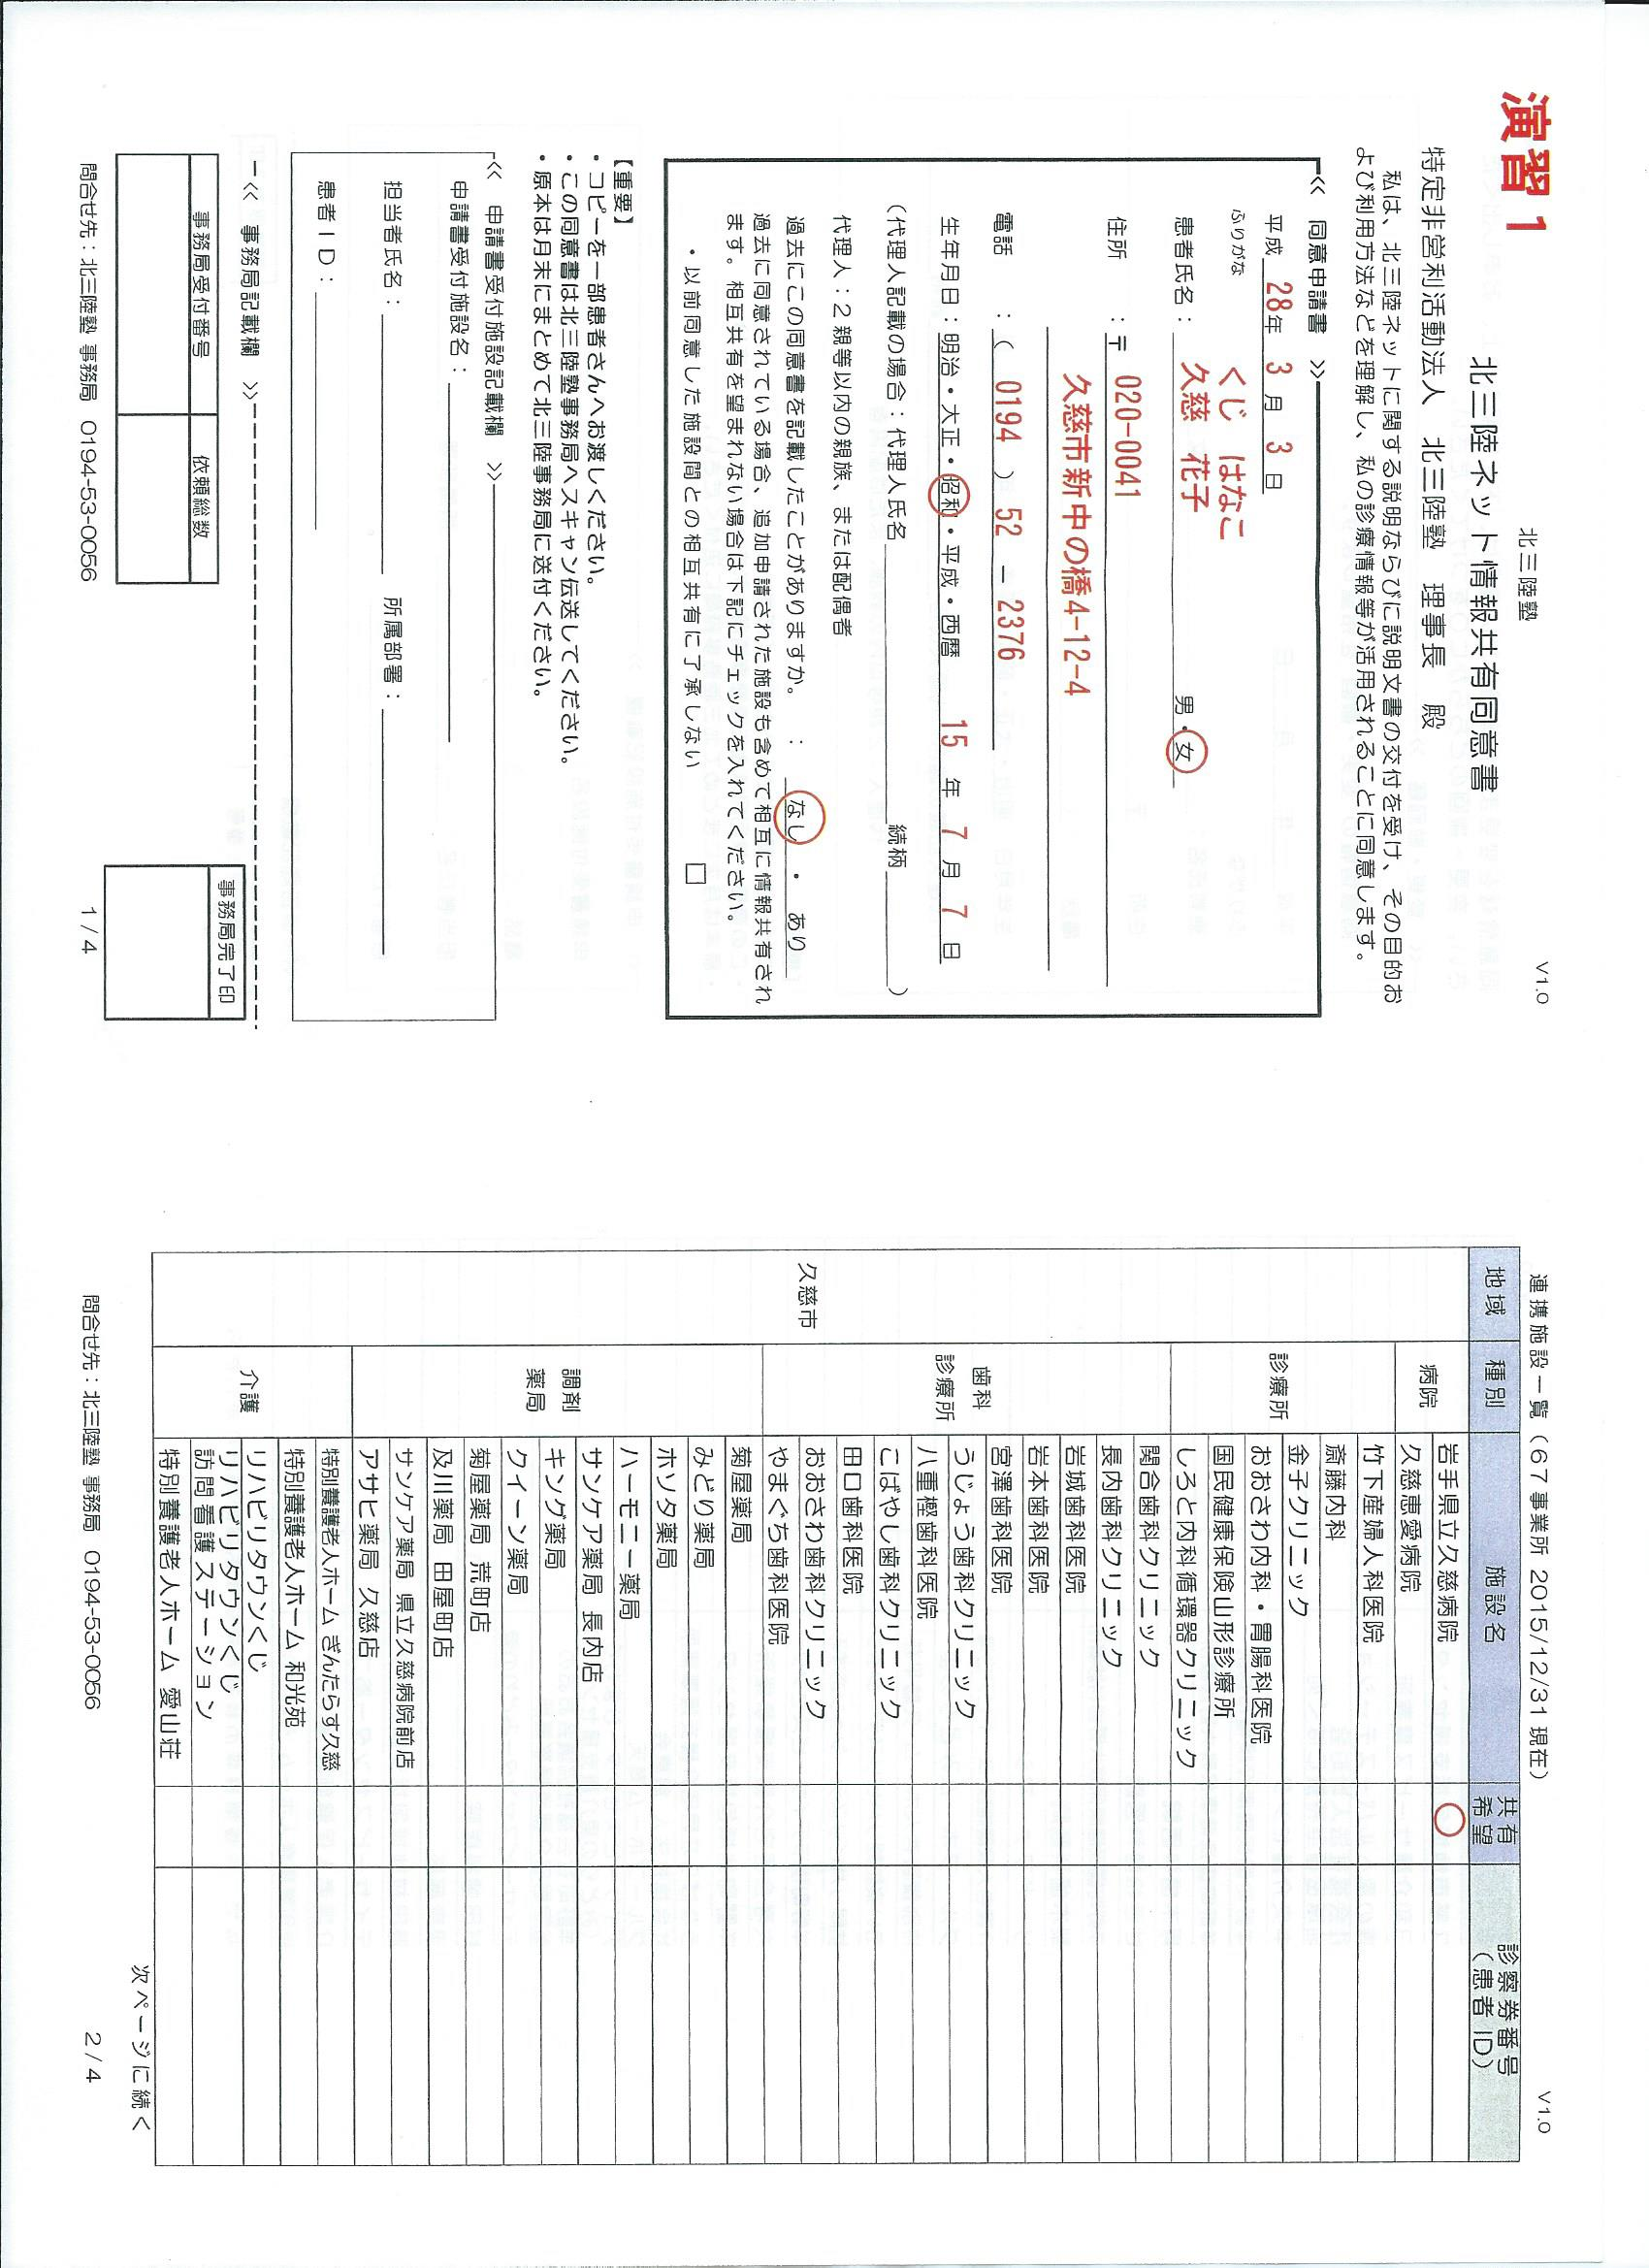 演習1
北三陸塾
V1.0
北三陸ネット情報共有同意書
特定非営利活動法人 北三陸塾 理事長 殿
私は、北三陸ネットに関する説明ならびに説明文書の交付を受け、その目的お
よび利用方法などを理解し、私の診療情報等が活用されることに同意します。
<< 同意申請書 >>
平成 28年 3月 3日
ふりがな くじ はなこ
患者氏名: 久慈 花子 男・女
住所 :〒 020-0041
久慈市新中の橋4-12-4
電話 :( 0194 ) 52 - 2376
生年月日:明治・大正・昭和・平成・西暦 15年 7月 7日
(代理人記載の場合:代理人氏名 続柄 )
代理人:2親等以内の親族、または配偶者
過去にこの同意書を記載したことがありますか。 : なし ・ あり
過去に同意されている場合、追加申請された施設も含めて相互に情報共有され
ます。相互共有を望まれない場合は下記にチェックを入れてください。
・以前同意した施設間との相互共有に了承しない □
【重要】
・コピーを一部患者さんへお渡しください。
・この同意書は北三陸塾事務局へスキャン伝送してください。
・原本は月末にまとめて北三陸事務局に送付ください。
<< 申請書受付施設記載欄 >>
申請書受付施設名:
担当者氏名: 所属部署:
患者ID:
<< 事務局記載欄 >>
事務局受付番号 依頼総数 事務局完了印
問合せ先:北三陸塾 事務局 0194-53-0056
1/4
V1.0
連携施設一覧(67事業所 2015/12/31現在)
地域 種別 施設名 共有希望 診察券番号(患者ID)
久慈市
病院
岩手県立久慈病院 ○
久慈恵愛病院
診療所
竹下産婦人科医院
斎藤内科
金子クリニック
おおさわ内科・胃腸科医院
国民健康保険山形診療所
しろと内科循環器クリニック
歯科診療所
関合歯科クリニック
長内歯科クリニック
岩城歯科医院
岩本歯科医院
宮澤歯科医院
うじょう歯科クリニック
八重樫歯科医院
こばやし歯科クリニック
田口歯科医院
おおさわ歯科クリニック
やまぐち歯科医院
調剤薬局
菊屋薬局
みどり薬局
ホソタ薬局
ハーモニー薬局
サンケア薬局 長内店
キング薬局
クイーン薬局
菊屋薬局 荒町店
及川薬局 田屋町店
サンケア薬局 県立久慈病院前店
アサヒ薬局 久慈店
介護
特別養護老人ホーム ぎんたらす久慈
特別養護老人ホーム 和光苑
リハビリタウンくじ
リハビリタウンくじ
訪問看護ステーション
特別養護老人ホーム 愛山荘
次ページに続く
問合せ先:北三陸塾 事務局 0194-53-0056
2/4